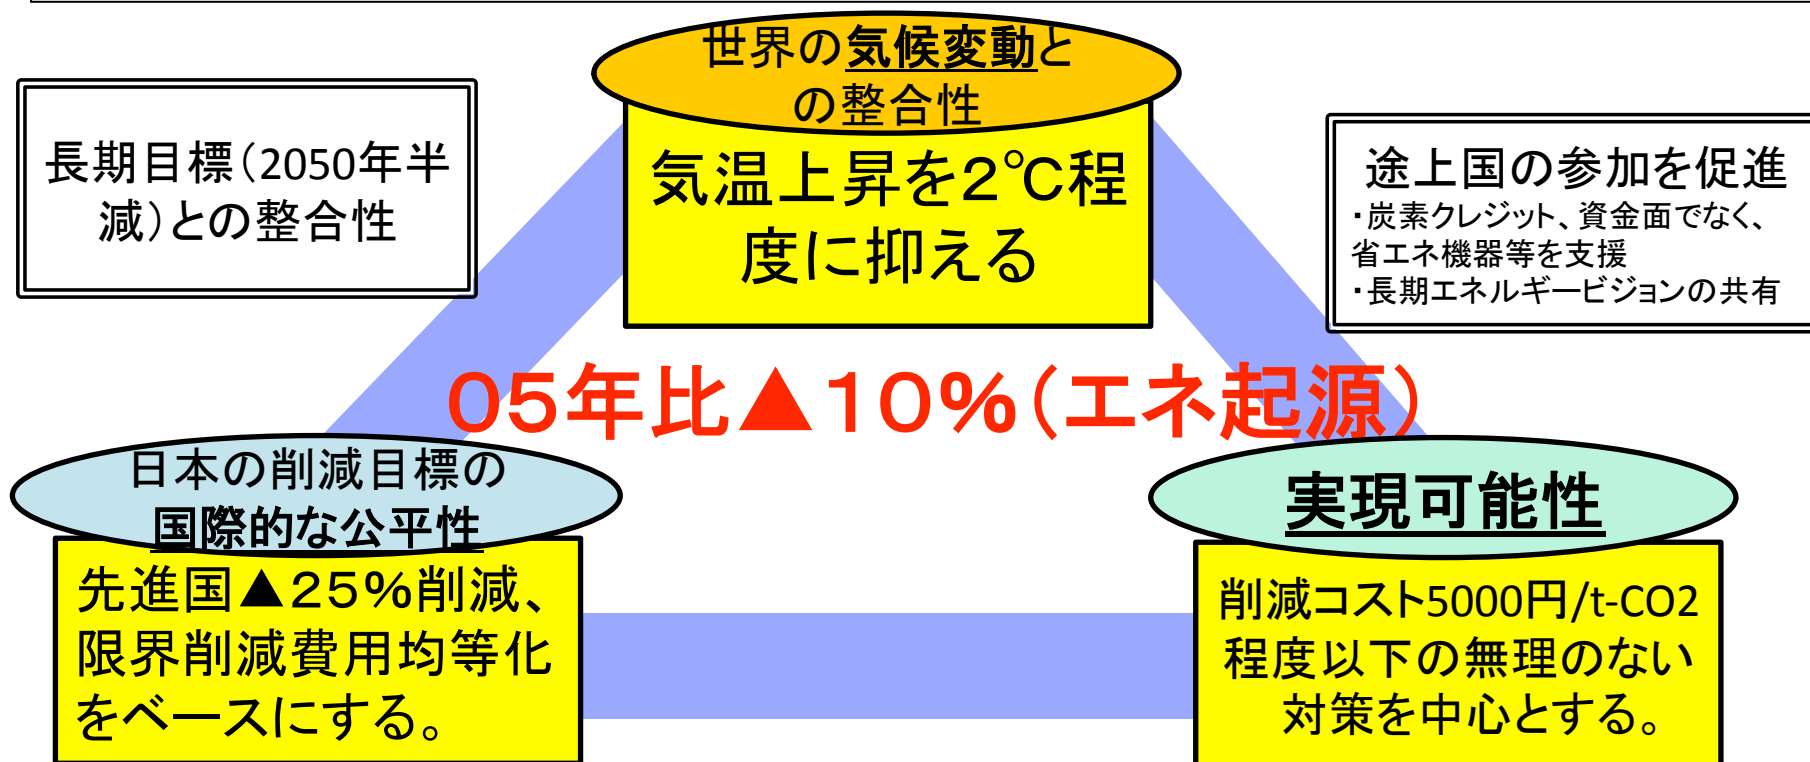 世界の気候変動と
の整合性
気温上昇を2℃程
度に抑える
長期目標（2050年半
減）との整合性
途上国の参加を促進
・炭素クレジット、資金面でなく、
省エネ機器等を支援
・長期エネルギービジョンの共有
05年比▲10%（エネ起源）
日本の削減目標の
国際的な公平性
先進国▲25%削減、
限界削減費用均等化
をベースにする。
実現可能性
削減コスト5000円/t-CO2
程度以下の無理のない
対策を中心とする。